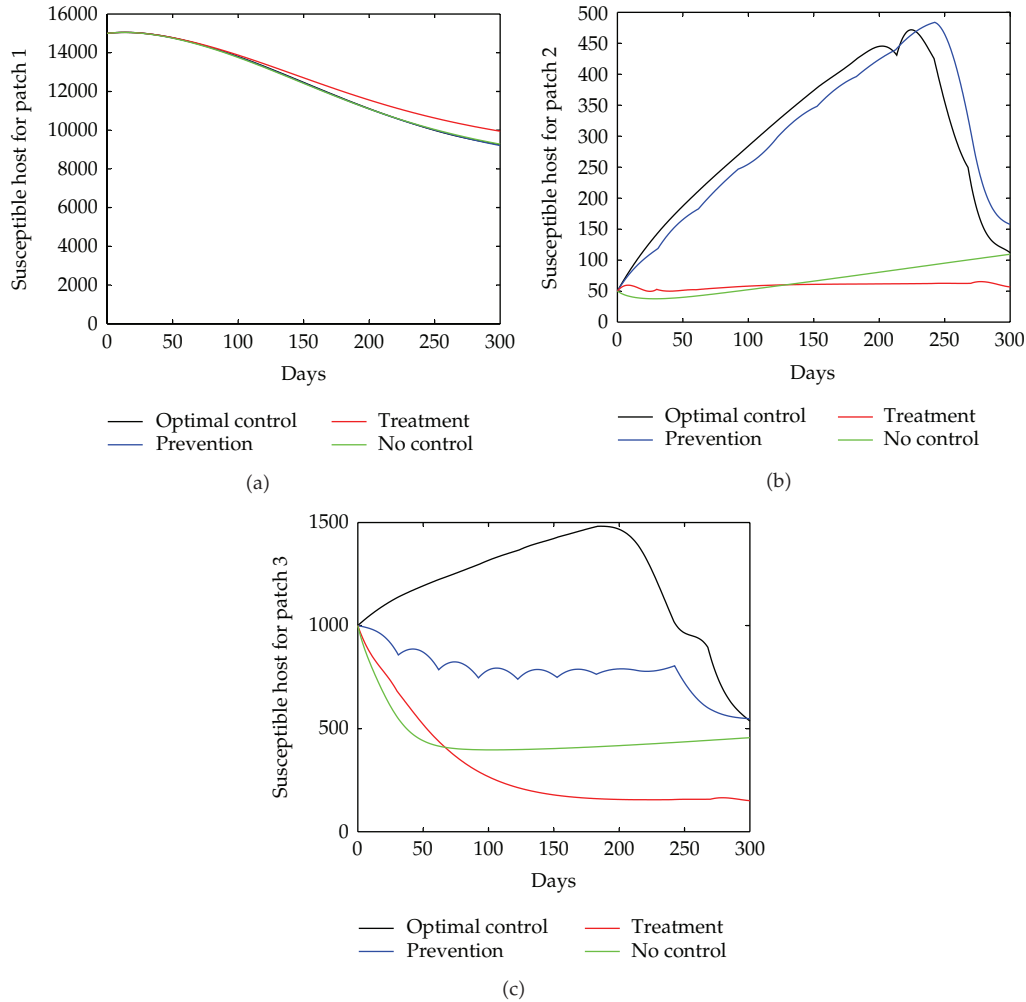 16000
14000
12000
10000
8000
6000
4000
2000
0
Susceptible host for patch 1
0 50 100 150 200 250 300
Days
Optimal control Treatment
Prevention No control
(a)
500
450
400
350
300
250
200
150
100
50
0
Susceptible host for patch 2
0 50 100 150 200 250 300
Days
Optimal control Treatment
Prevention No control
(b)
1500
1000
500
0
Susceptible host for patch 3
0 50 100 150 200 250 300
Days
Optimal control Treatment
Prevention No control
(c)